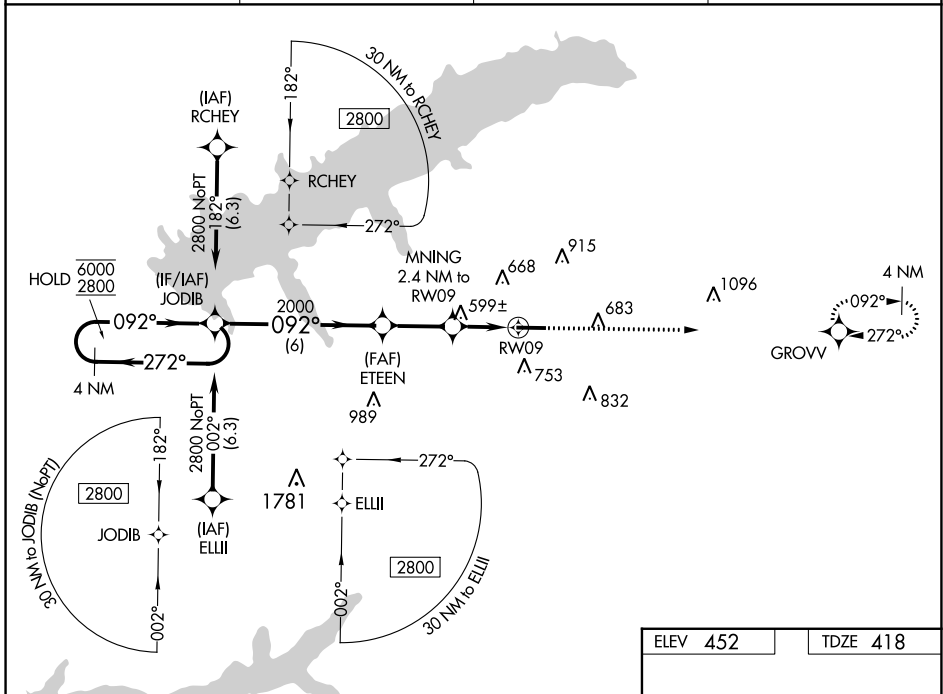 30 NM to RCHEY
182°
2800
RCHEY
272°
(IAF)
RCHEY
2800 NoPT
182°
(6.3)
HOLD
6000
2800
(IF/IAF)
JODIB
092°
272°
4 NM
2000
092°
(6)
(FAF)
ETEEN
MNING
2.4 NM to
RW09
599±
668
915
683
1096
RW09
753
832
989
4 NM
092°
272°
GROVV
2800 NoPT
002°
(6.3)
(IAF)
ELLII
1781
30 NM to JODIB (NoPT)
182°
2800
JODIB
002°
272°
ELLII
2800
002°
30 NM to ELLII
ELEV 452
TDZE 418